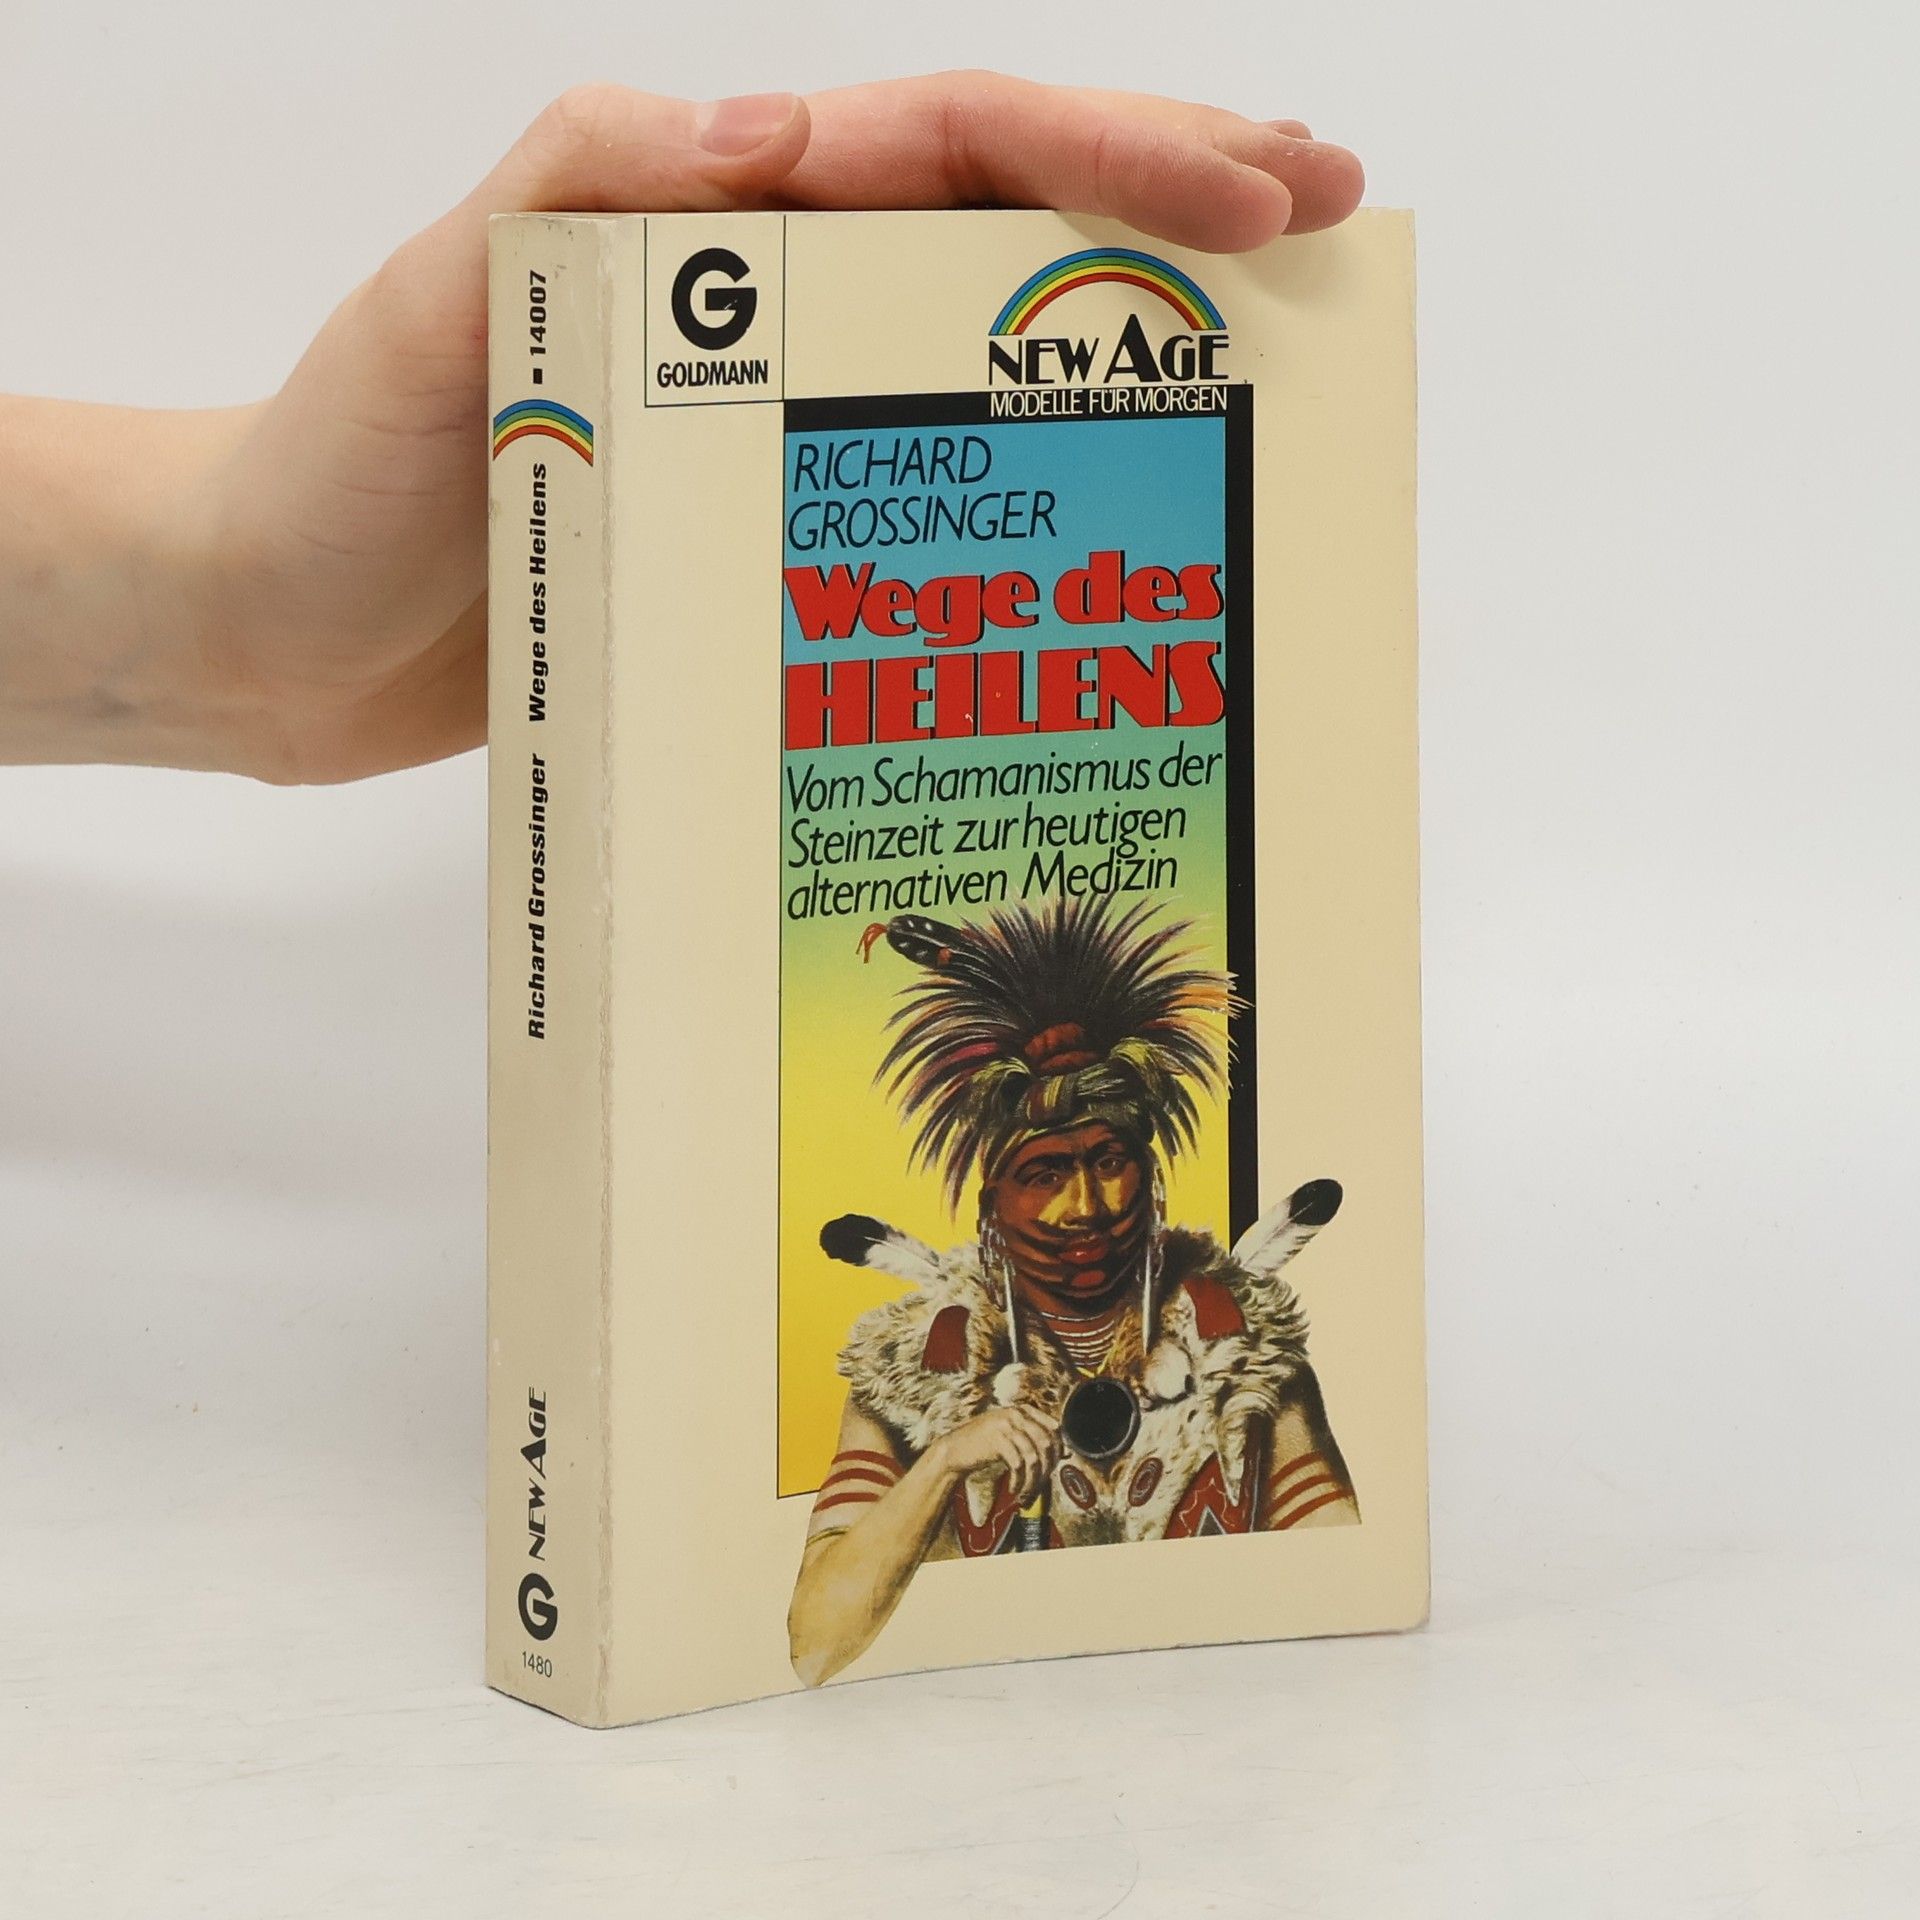 14007
Richard Grossinger Wege des Heilens
NEW AGE
G
1480
G
GOLDMANN
NEW AGE
MODELLE FÜR MORGEN
RICHARD
GROSSINGER
Wege des
HEILENS
Vom Schamanismus der
Steinzeit zur heutigen
alternativen Medizin